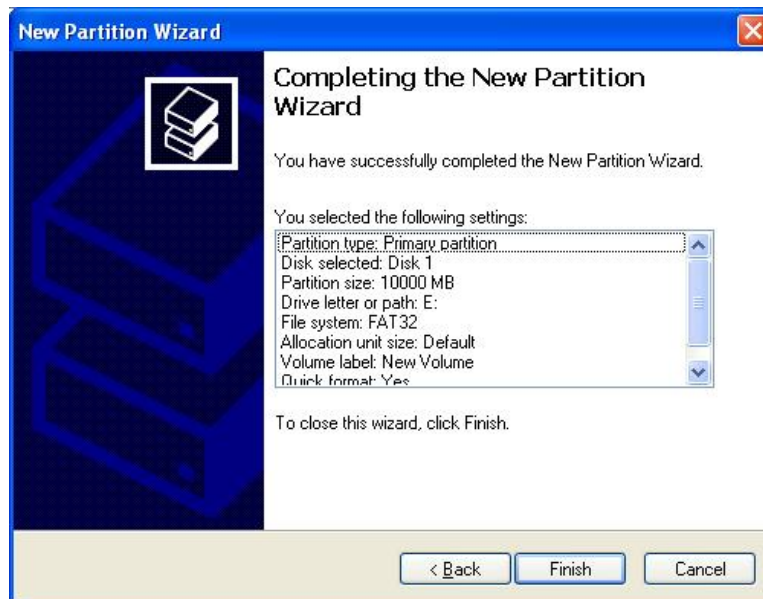 New Partition Wizard
Completing the New Partition
Wizard
You have successfully completed the New Partition Wizard.
You selected the following settings:
Partition type: Primary partition
Disk selected: Disk 1
Partition size: 10000 MB
Drive letter or path: E:
File system: FAT32
Allocation unit size: Default
Volume label: New Volume
Quick format: Yes
To close this wizard, click Finish.
< Back
Finish
Cancel